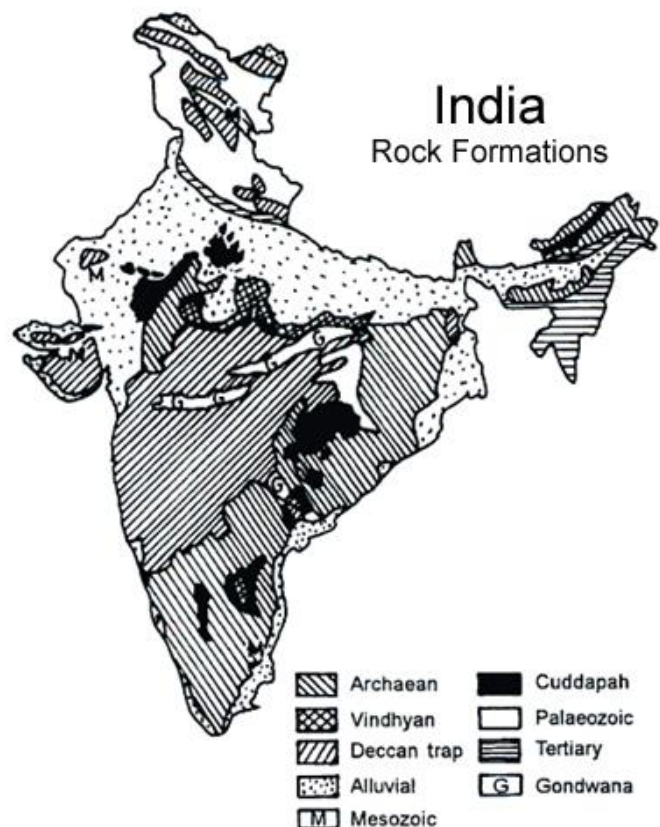 India
Rock Formations
M
M
M
G
G
G
G
M
Archaean
Cuddapah
Vindhyan
Palaeozoic
Deccan trap
Tertiary
Alluvial
G Gondwana
M Mesozoic